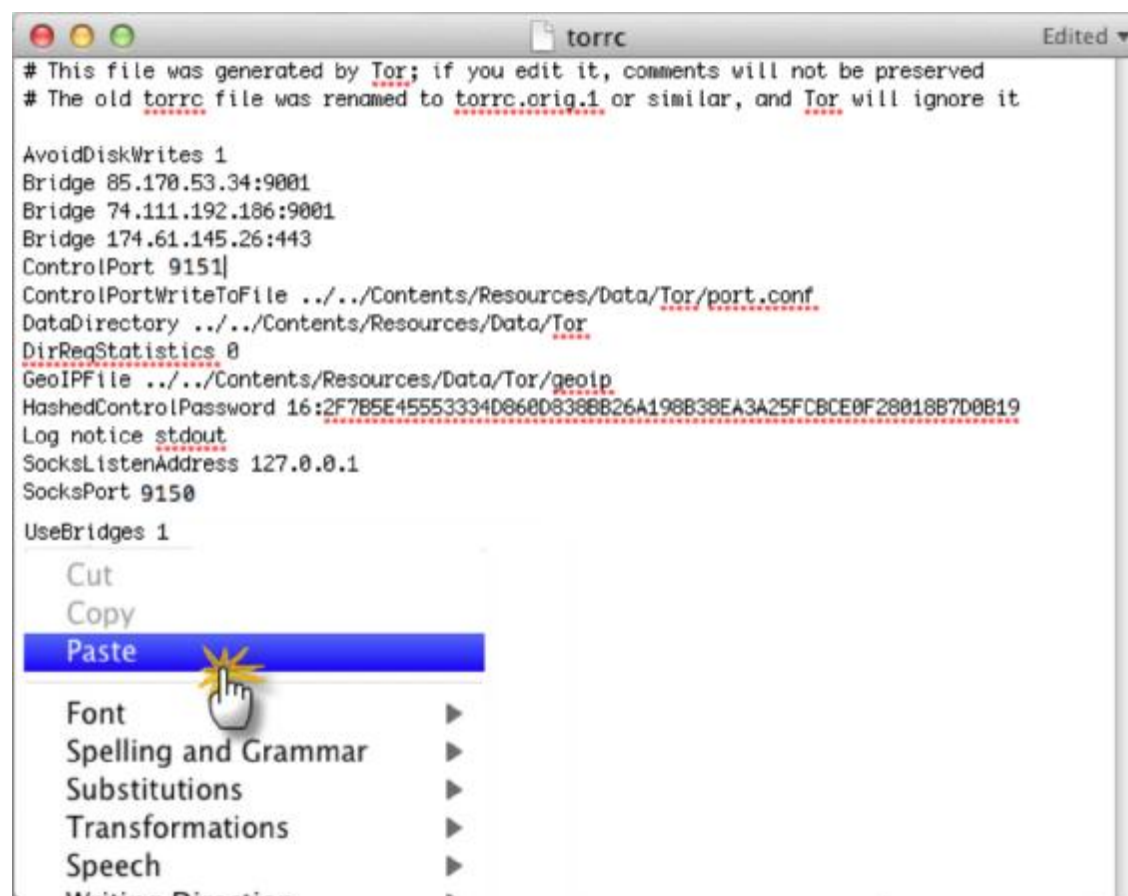 torrc
Edited
# This file was generated by Tor; if you edit it, comments will not be preserved
# The old torrc file was renamed to torrc.orig.1 or similar, and Tor will ignore it
AvoidDiskWrites 1
Bridge 85.170.53.34:9001
Bridge 74.111.192.186:9001
Bridge 174.61.145.26:443
ControlPort 9151
ControlPortWriteToFile ../../Contents/Resources/Data/Tor/port.conf
DataDirectory ../../Contents/Resources/Data/Tor
DirReqStatistics 0
GeoIPFile ../../Contents/Resources/Data/Tor/geoip
HashedControlPassword 16:2F7B5E45553334D860D838BB26A198B38EA3A25FCBCE0F28018B7D0B19
Log notice stdout
SocksListenAddress 127.0.0.1
SocksPort 9150
UseBridges 1
Cut
Copy
Paste
Font
Spelling and Grammar
Substitutions
Transformations
Speech
Writing Direction